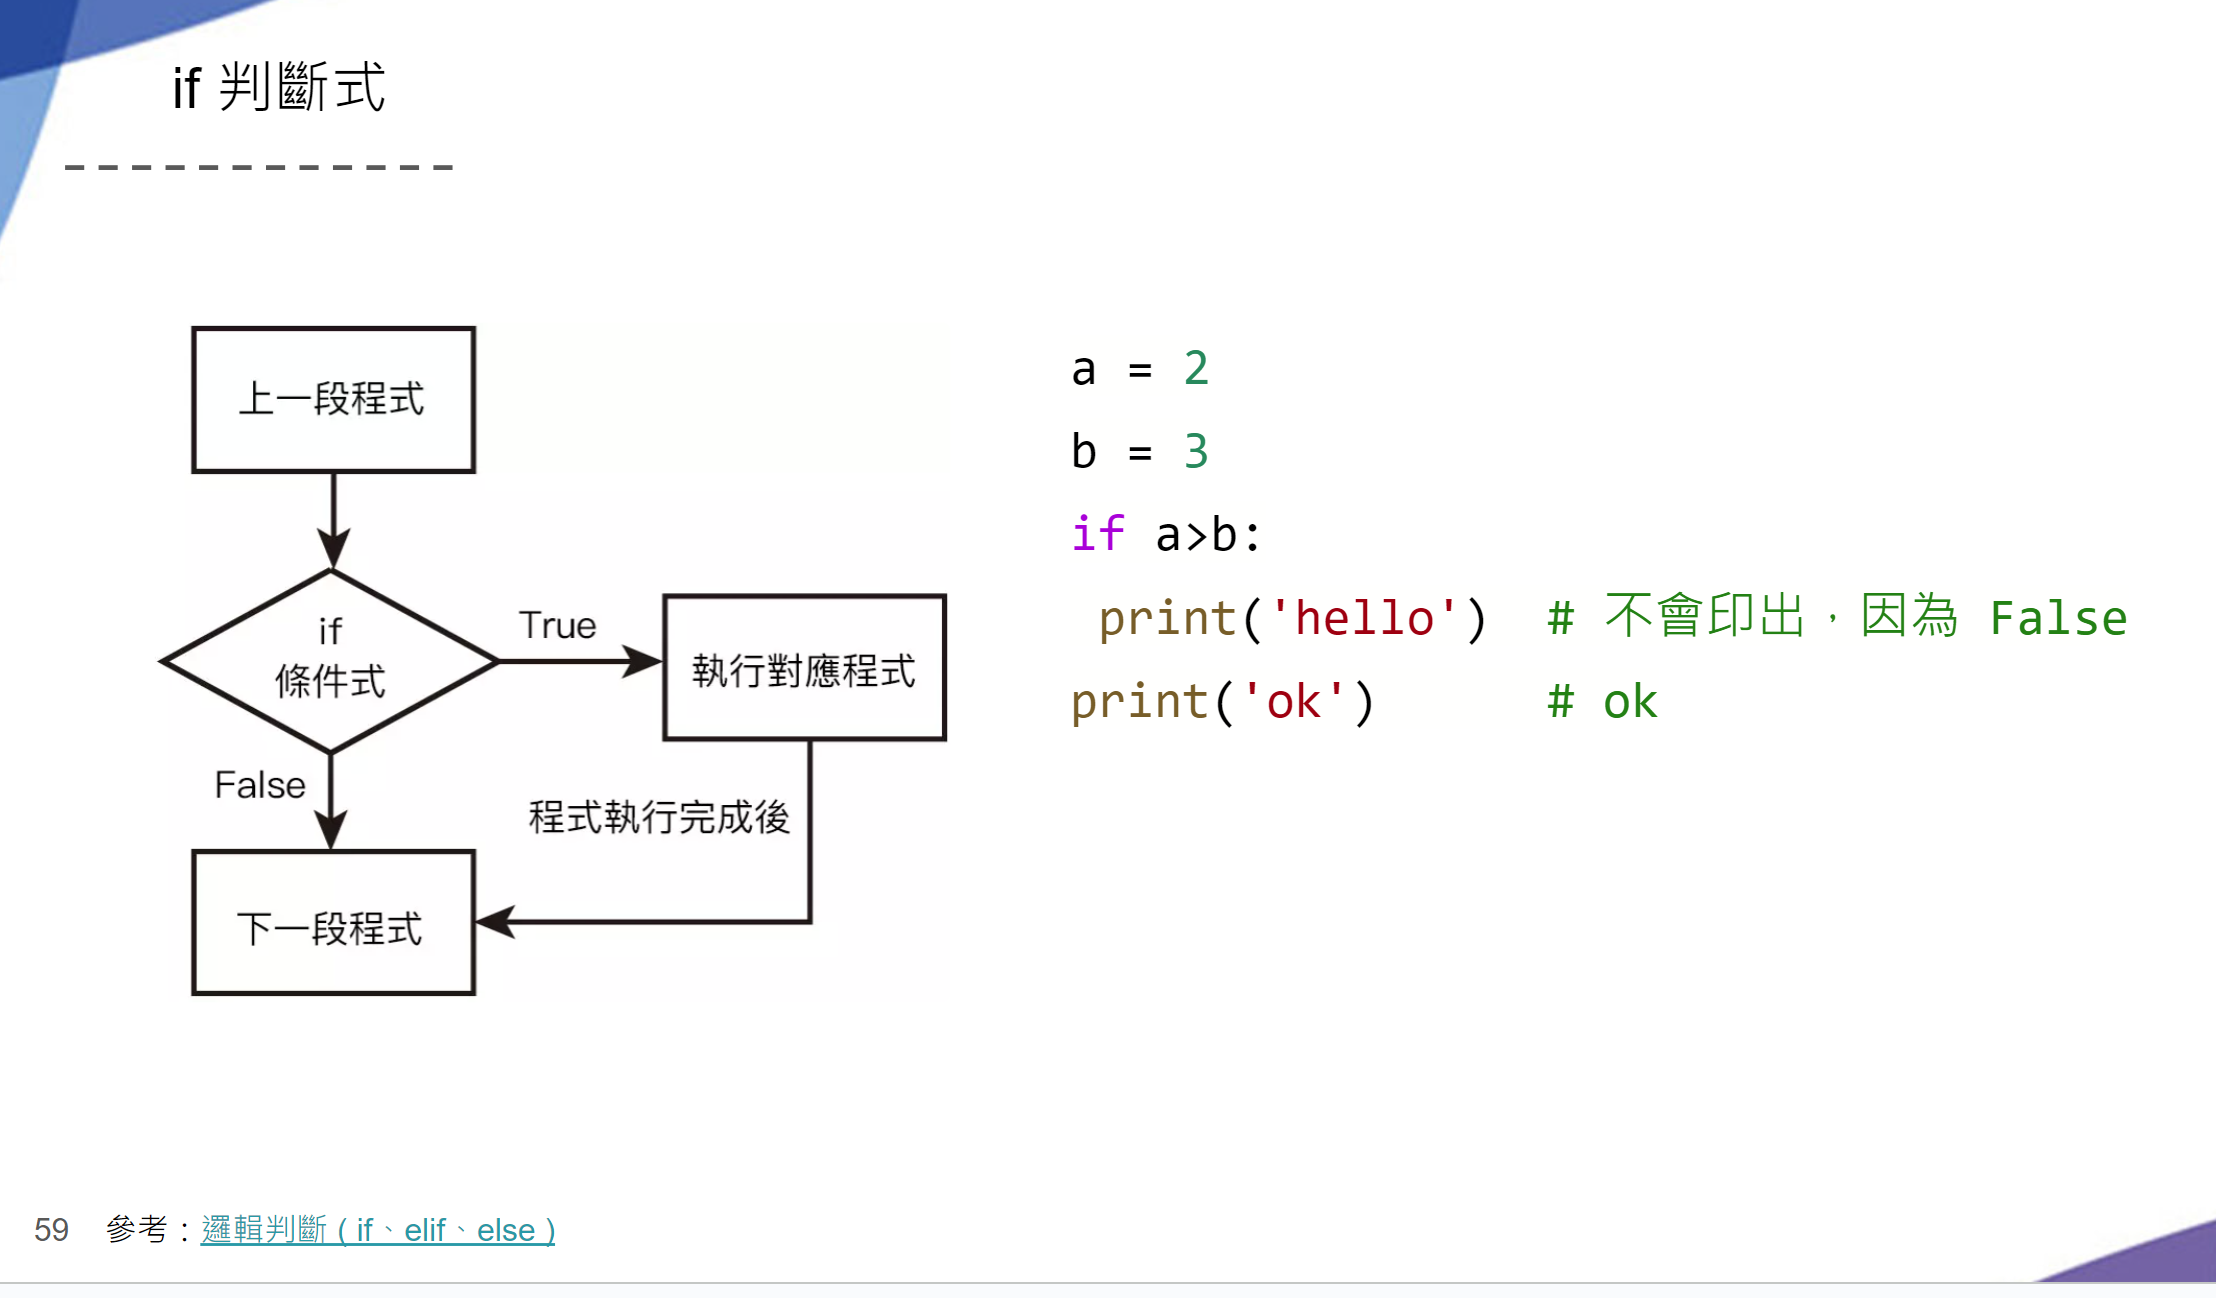 if 判斷式
上一段程式
if
條件式
True
執行對應程式
False
程式執行完成後
下一段程式
a = 2
b = 3
if a>b:
 print('hello')  # 不會印出，因為 False
print('ok')      # ok
59 參考：邏輯判斷 ( if、elif、else )